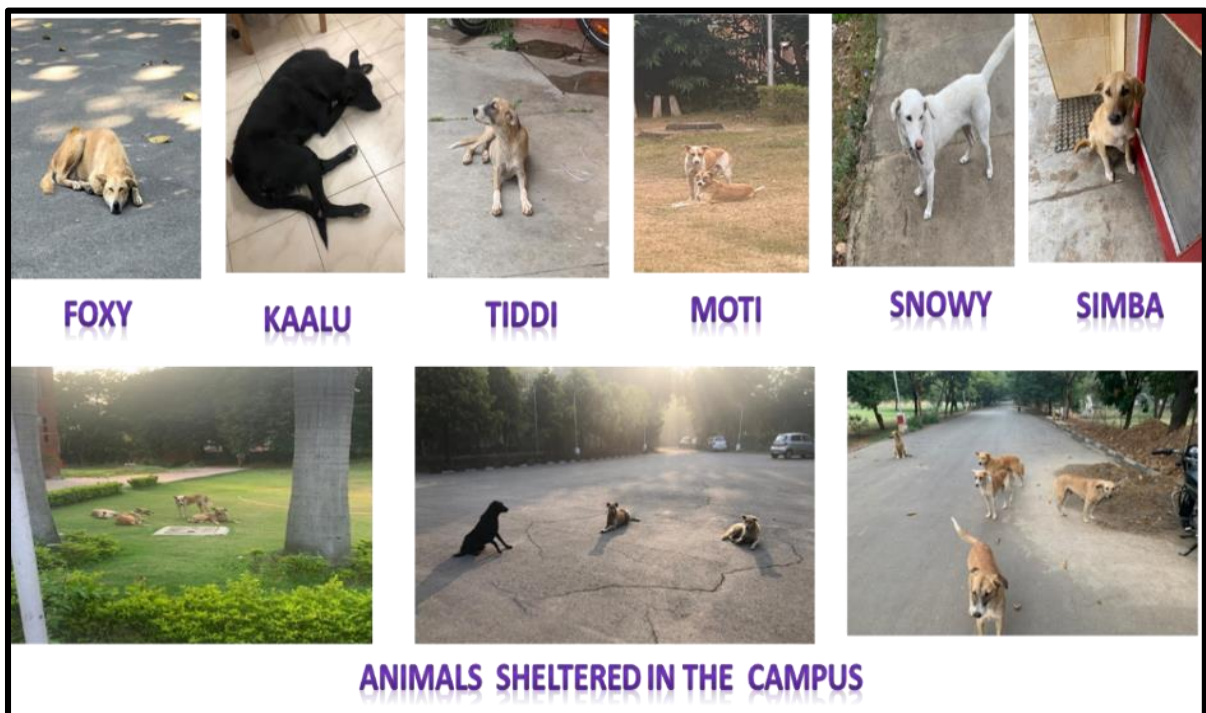 FOXY
KAALU
TIDDI
MOTI
SNOWY
SIMBA
ANIMALS SHELTERED IN THE CAMPUS